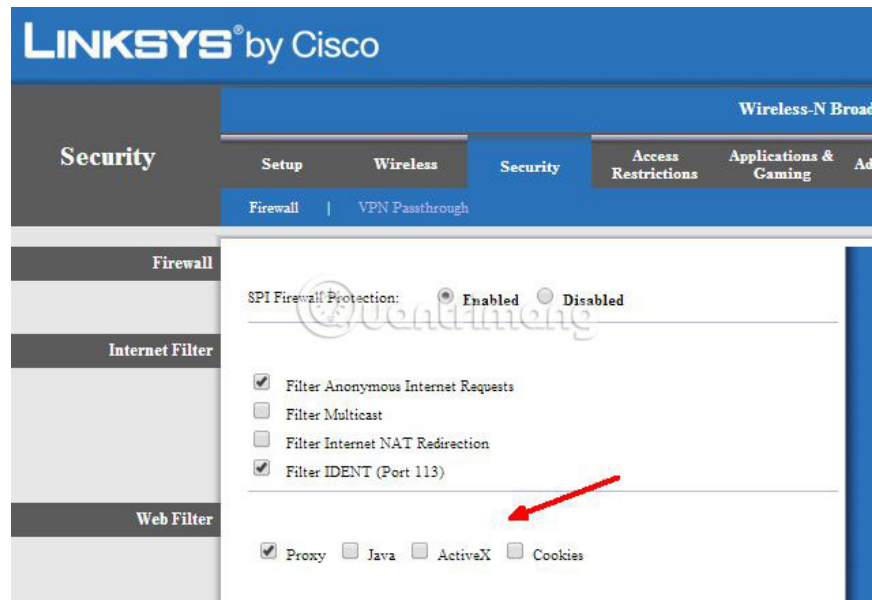 LINKSYS® by Cisco
Wireless-N
Security
Setup Wireless Security Access Restrictions Applications & Gaming
Firewall | VPN Passthrough
Firewall
SPI Firewall Protection: Enabled Disabled
Quantrimang
Internet Filter
Filter Anonymous Internet Requests
Filter Multicast
Filter Internet NAT Redirection
Filter IDENT (Port 113)
Web Filter
Proxy Java ActiveX Cookies